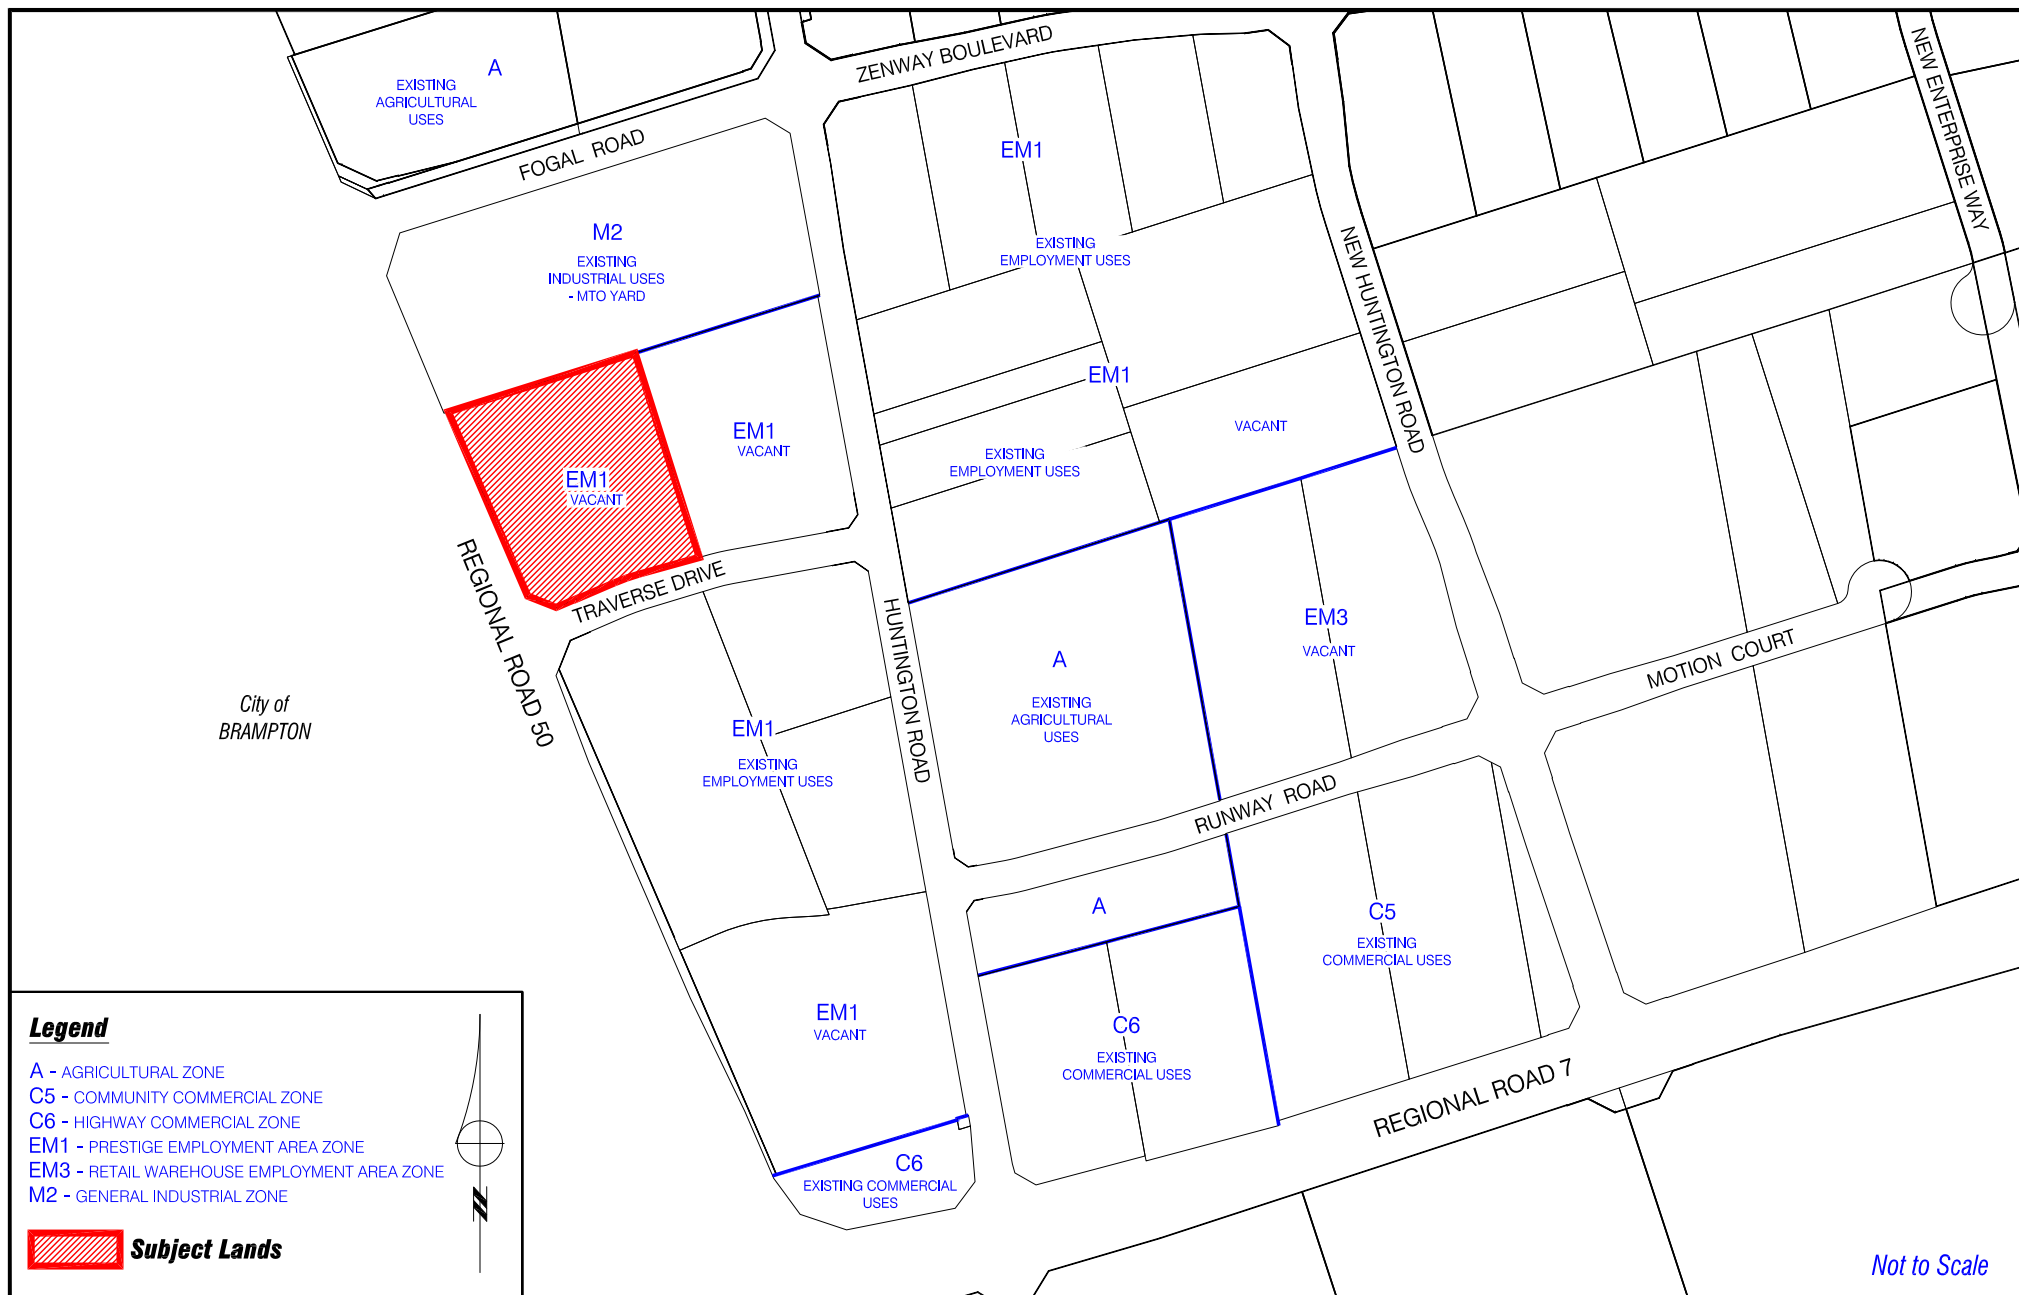 ZENWAY BOULEVARD
NEW ENTERPRISE WAY
A
EXISTING
AGRICULTURAL
USES
FOGAL ROAD
EM1
M2
EXISTING
INDUSTRIAL USES
- MTO YARD
EXISTING
EMPLOYMENT USES
NEW HUNTINGTON ROAD
EM1
EM1
VACANT
VACANT
EXISTING
EMPLOYMENT USES
EM1
VACANT
REGIONAL ROAD 50
TRAVERSE DRIVE
HUNTINGTON ROAD
EM3
VACANT
A
EXISTING
AGRICULTURAL
USES
MOTION COURT
City of
BRAMPTON
EM1
EXISTING
EMPLOYMENT USES
RUNWAY ROAD
A
C5
EXISTING
COMMERCIAL USES
EM1
VACANT
C6
EXISTING
COMMERCIAL USES
REGIONAL ROAD 7
C6
EXISTING COMMERCIAL
USES
Legend
A - AGRICULTURAL ZONE
C5 - COMMUNITY COMMERCIAL ZONE
C6 - HIGHWAY COMMERCIAL ZONE
EM1 - PRESTIGE EMPLOYMENT AREA ZONE
EM3 - RETAIL WAREHOUSE EMPLOYMENT AREA ZONE
M2 - GENERAL INDUSTRIAL ZONE
N
Subject Lands
Not to Scale